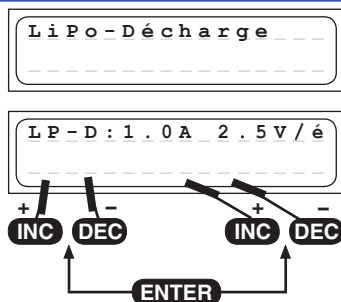 LiPo-Décharge
LP-D:1.0A 2.5V/é
+ - + -
INC DEC INC DEC
ENTER